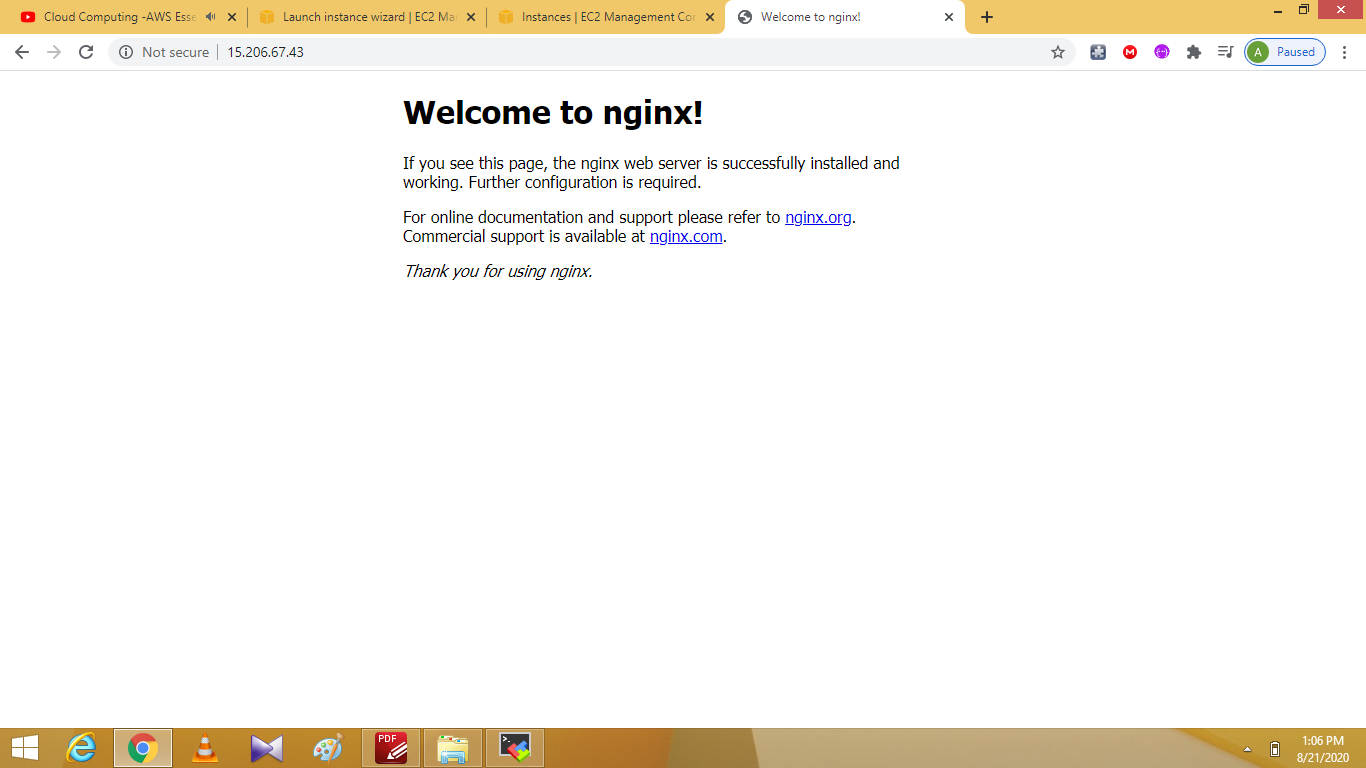 Cloud Computing -AWS Esse
Launch instance wizard | EC2 Ma
Instances | EC2 Management Cor
Welcome to nginx!
Not secure
15.206.67.43
A
Paused
Welcome to nginx!
If you see this page, the nginx web server is successfully installed and
working. Further configuration is required.
For online documentation and support please refer to nginx.org.
Commercial support is available at nginx.com.
Thank you for using nginx.
PDF
1:06 PM
8/21/2020